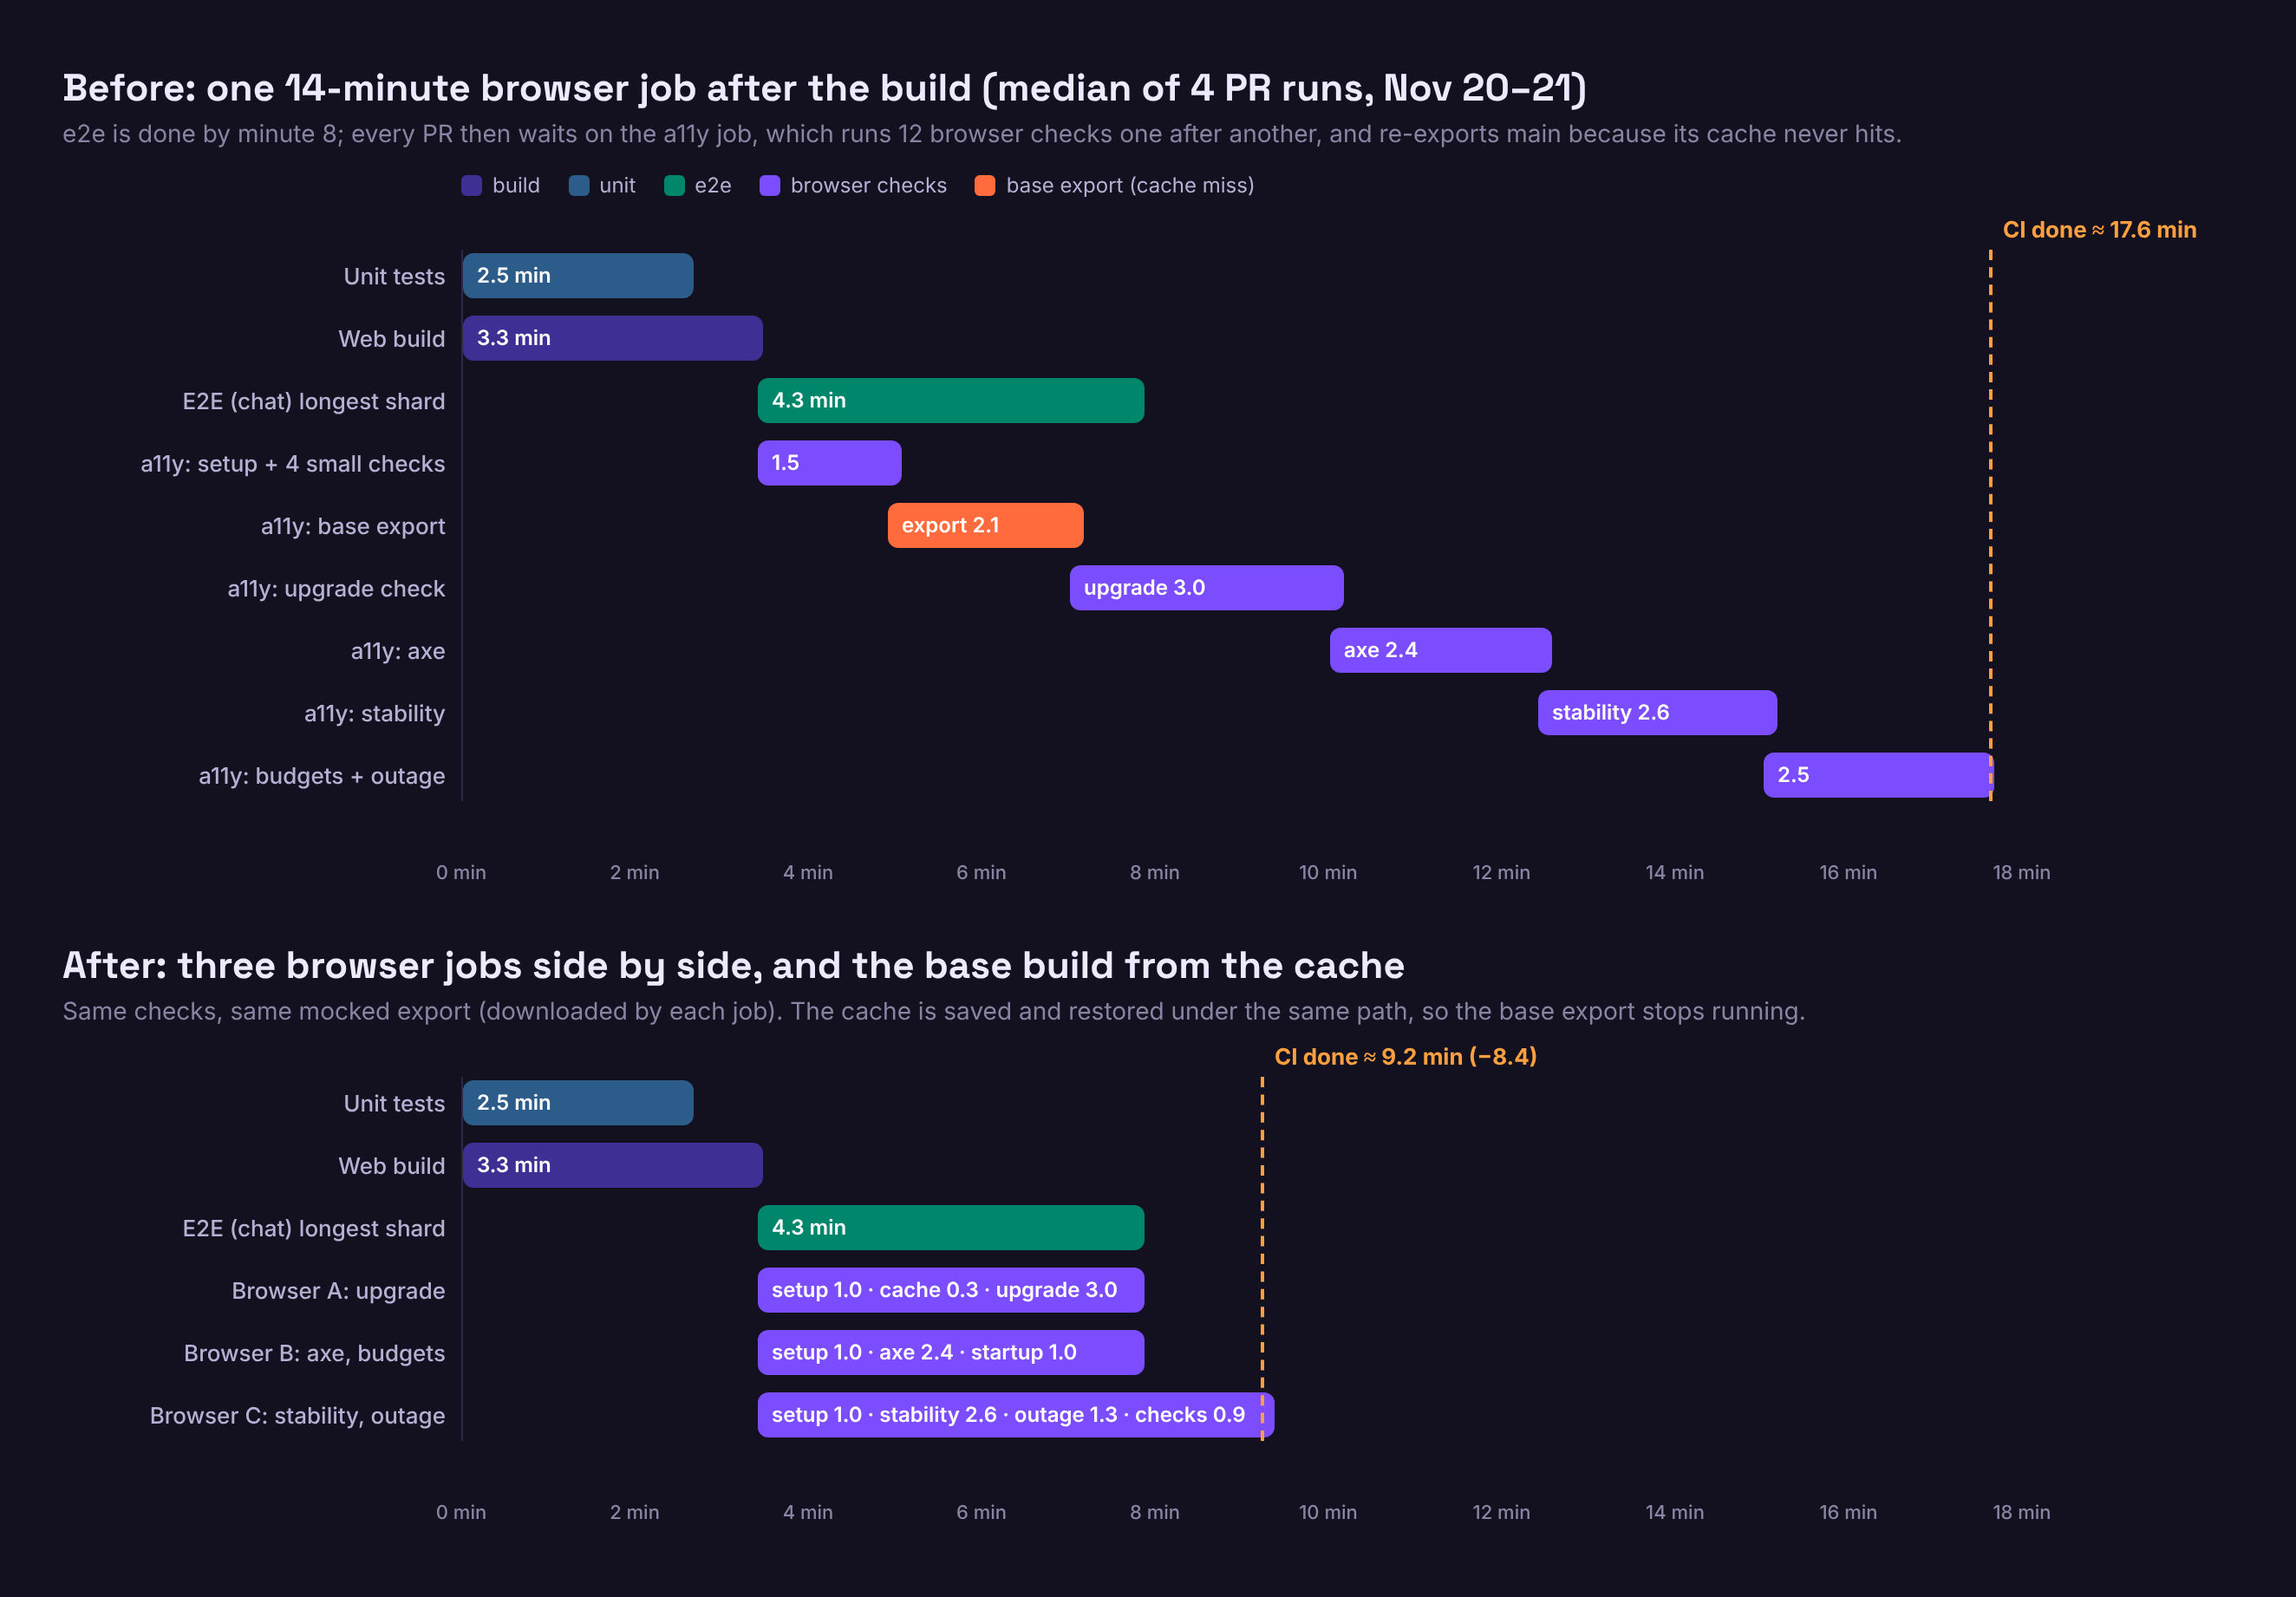 Before: one 14-minute browser job after the build (median of 4 PR runs, Nov 20–21)
e2e is done by minute 8; every PR then waits on the a11y job, which runs 12 browser checks one after another, and re-exports main because its cache never hits.
build unit e2e browser checks base export (cache miss)
CI done ≈ 17.6 min
Unit tests 2.5 min
Web build 3.3 min
E2E (chat) longest shard 4.3 min
a11y: setup + 4 small checks 1.5
a11y: base export export 2.1
a11y: upgrade check upgrade 3.0
a11y: axe axe 2.4
a11y: stability stability 2.6
a11y: budgets + outage 2.5
0 min 2 min 4 min 6 min 8 min 10 min 12 min 14 min 16 min 18 min
After: three browser jobs side by side, and the base build from the cache
Same checks, same mocked export (downloaded by each job). The cache is saved and restored under the same path, so the base export stops running.
CI done ≈ 9.2 min (−8.4)
Unit tests 2.5 min
Web build 3.3 min
E2E (chat) longest shard 4.3 min
Browser A: upgrade setup 1.0 · cache 0.3 · upgrade 3.0
Browser B: axe, budgets setup 1.0 · axe 2.4 · startup 1.0
Browser C: stability, outage setup 1.0 · stability 2.6 · outage 1.3 · checks 0.9
0 min 2 min 4 min 6 min 8 min 10 min 12 min 14 min 16 min 18 min